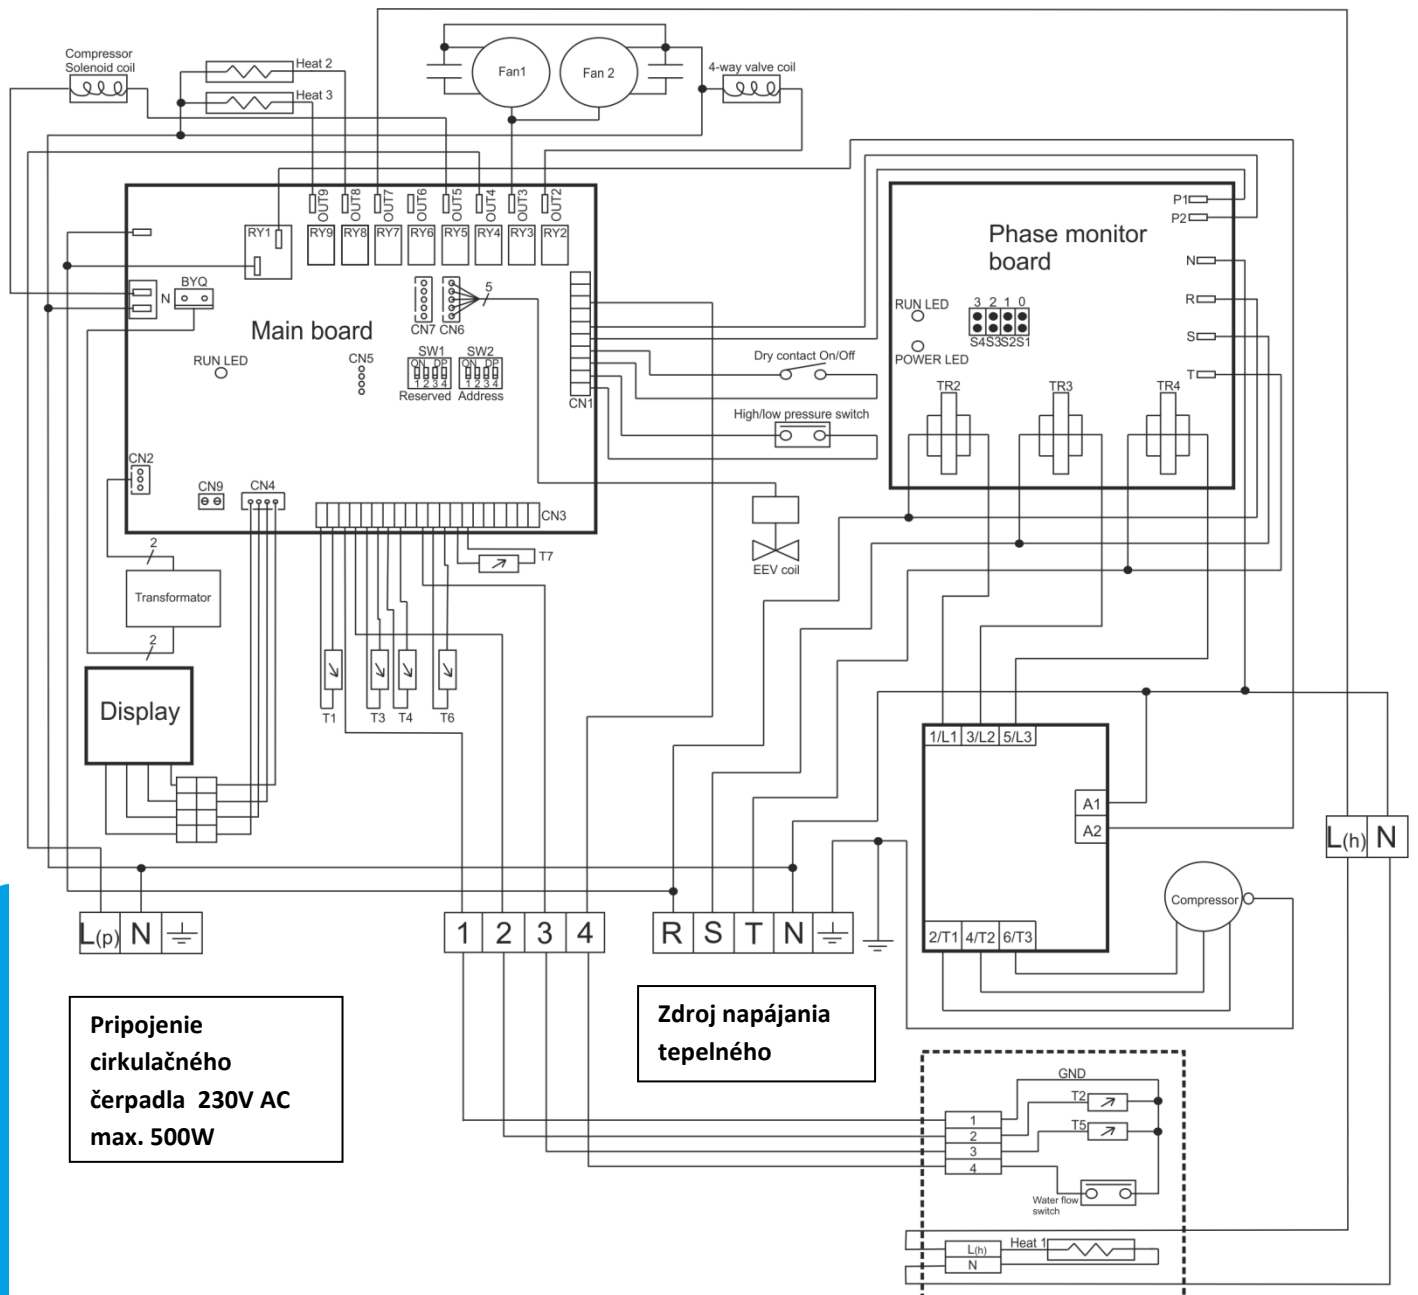 Compressor
Solenoid coil
Heat 2
Heat 3
Fan1
Fan 2
4-way valve coil
OUT9
OUT8
OUT7
OUT6
OUT5
OUT4
OUT3
OUT2
RY1
RY9
RY8
RY7
RY6
RY5
RY4
RY3
RY2
P1
P2
Phase monitor
board
N
R
S
T
RUN LED
POWER LED
3 2 1 0
S4S3S2S1
TR2
TR3
TR4
BYQ
N
Main board
CN7
CN6
5
RUN LED
CN5
SW1
SW2
ON DP
ON DP
1 2 3 4
1 2 3 4
Reserved
Address
CN1
Dry contact On/Off
High/low pressure switch
CN2
CN9
CN4
CN3
T7
EEV coil
2
Transformator
2
Display
T1
T3
T4
T6
1/L1
3/L2
5/L3
A1
A2
2/T1
4/T2
6/T3
Compressor
L(h) N
L(p) N
1 2 3 4
R S T N
Pripojenie
cirkulačného
čerpadla 230V AC
max. 500W
Zdroj napájania
tepelného
GND
T2
T5
1
2
3
4
Water flow
switch
Heat 1
L(h)
N